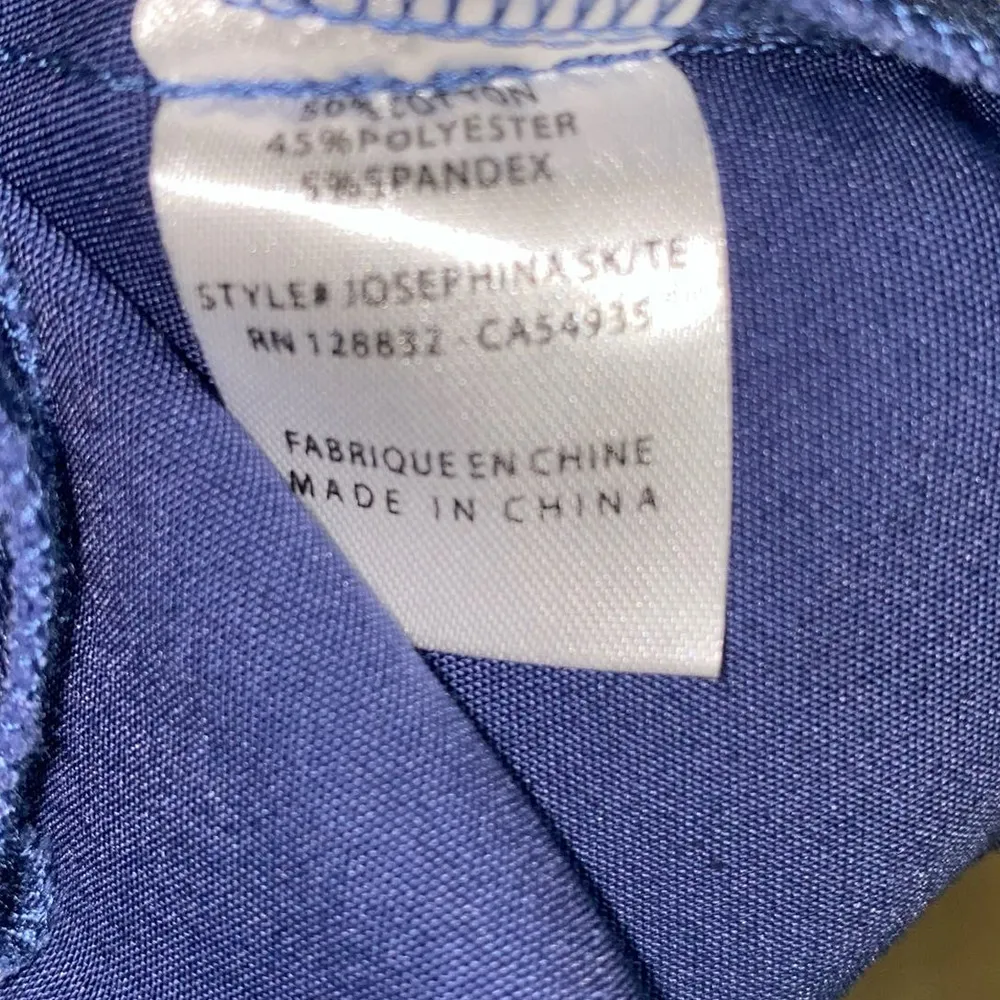 50% COTTON
45%POLYESTER
5%SPANDEX
STYLE# JOSEPHINA SK/TE
RN 128832 - CA54935
FABRIQUE EN CHINE
MADE IN CHINA